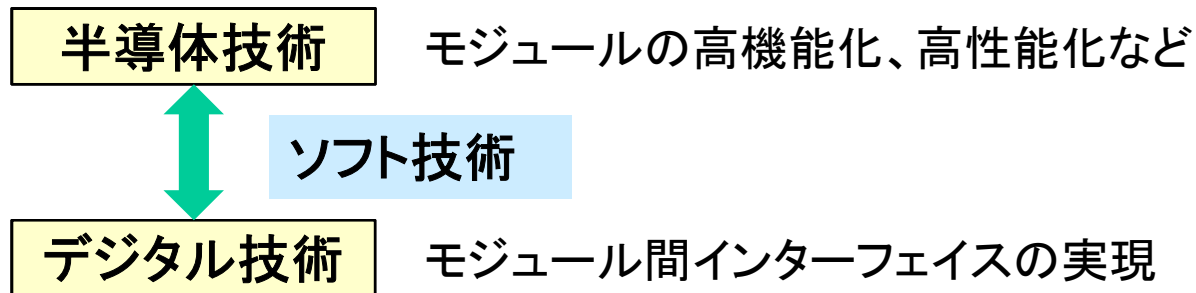 半導体技術 モジュールの高機能化、高性能化など
ソフト技術
デジタル技術 モジュール間インターフェイスの実現